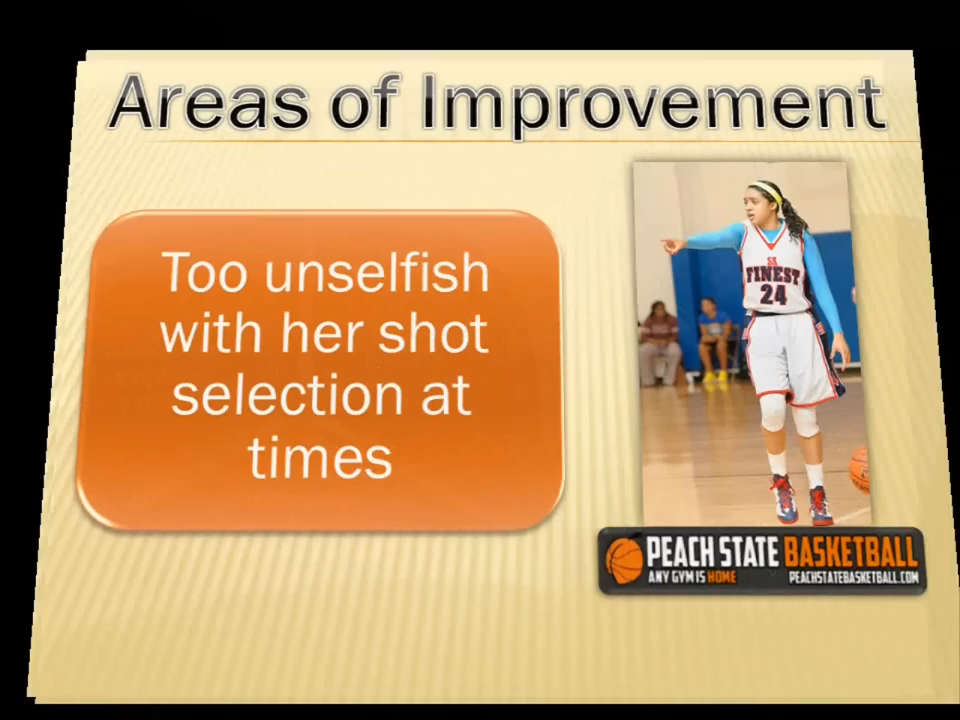 Areas of Improvement
Too unselfish
with her shot
selection at
times
FINEST
24
PEACH STATE BASKETBALL
ANY GYM IS HOME
PEACHSTATEBASKETBALL.COM